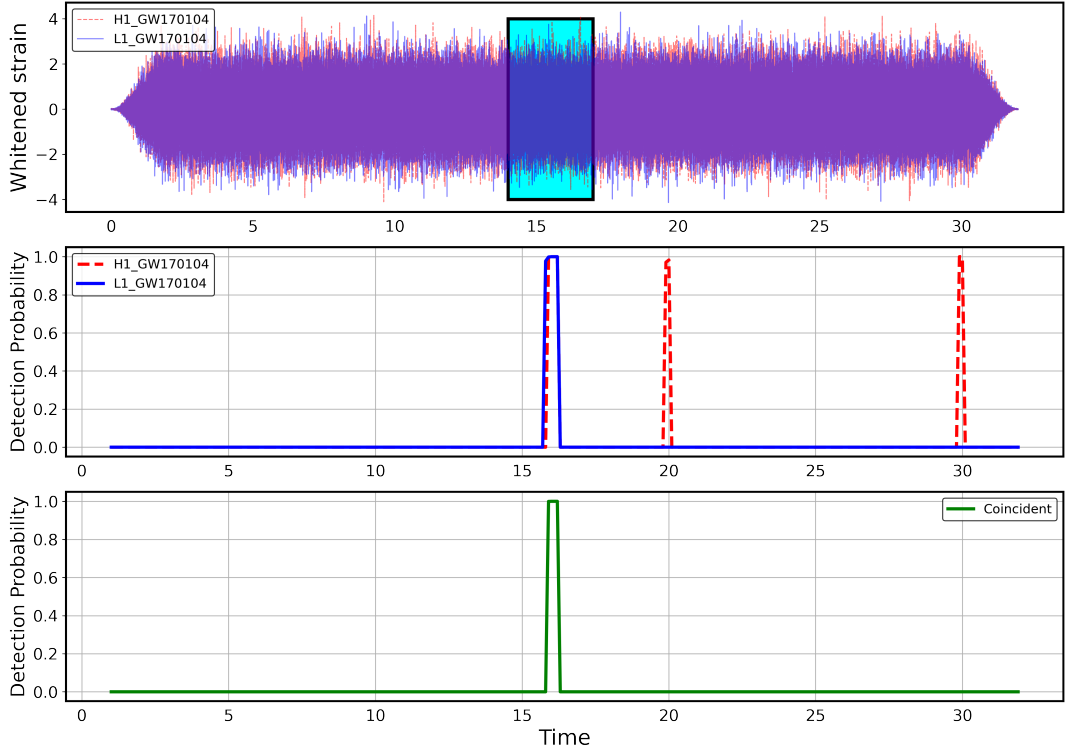 H1_GW170104
L1_GW170104
Whitened strain
4
2
0
−2
−4
0 5 10 15 20 25 30
H1_GW170104
L1_GW170104
Detection Probability
1.0
0.8
0.6
0.4
0.2
0.0
0 5 10 15 20 25 30
Coincident
Detection Probability
1.0
0.8
0.6
0.4
0.2
0.0
0 5 10 15 20 25 30
Time